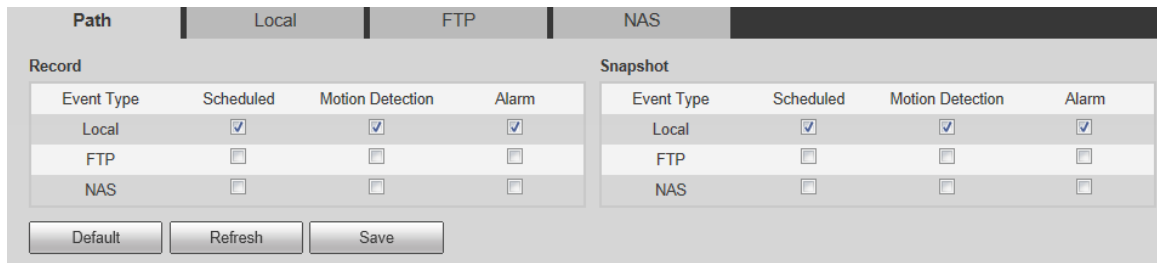 Path Local FTP NAS
Record Snapshot
Event Type Scheduled Motion Detection Alarm Event Type Scheduled Motion Detection Alarm
Local Local
FTP FTP
NAS NAS
Default Refresh Save